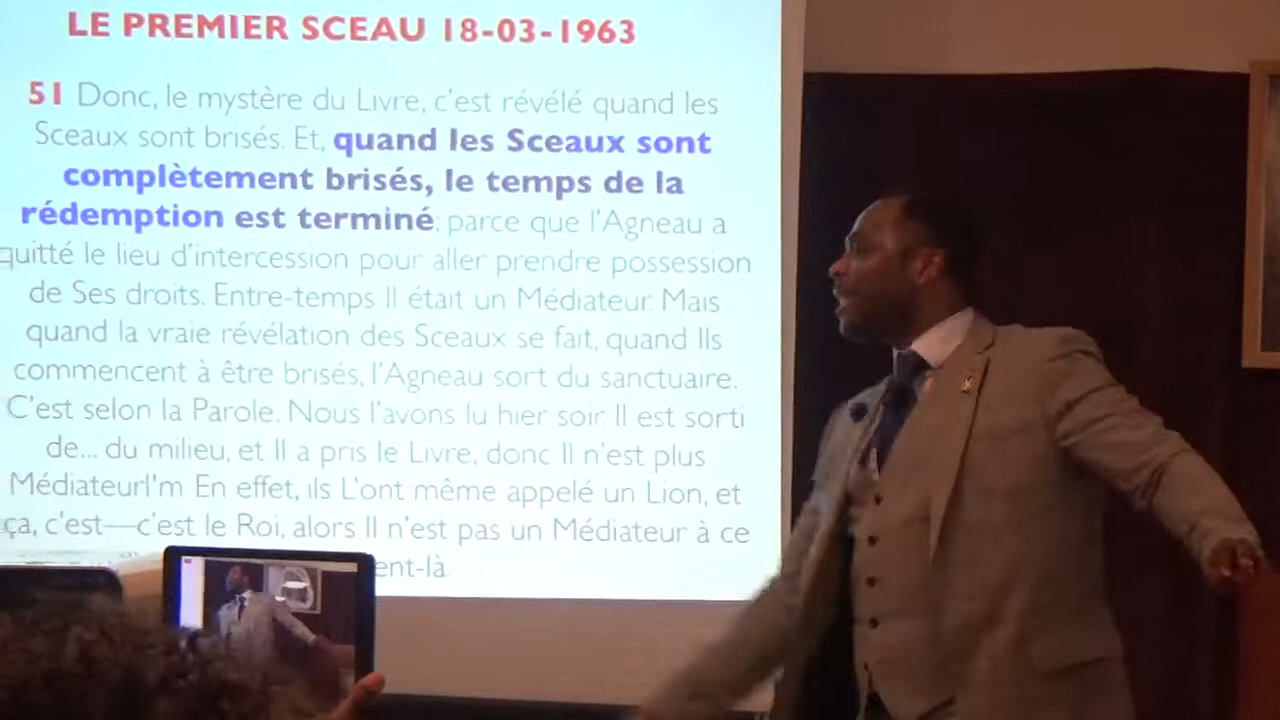 LE PREMIER SCEAU 18-03-1963
51 Donc, le mystère du Livre, c'est révélé quand les
Sceaux sont brisés. Et, quand les Sceaux sont
complètement brisés, le temps de la
rédemption est terminé; parce que l'Agneau a
quitté le lieu d'intercession pour aller prendre possession
de Ses droits. Entre-temps Il était un Médiateur. Mais
quand la vraie révélation des Sceaux se fait, quand Ils
commencent à être brisés, l'Agneau sort du sanctuaire.
C'est selon la Parole. Nous l'avons lu hier soir. Il est sorti
de... du milieu, et Il a pris le Livre, donc Il n'est plus
MédiateurI'm En effet, ils L'ont même appelé un Lion, et
ça, c'est—c'est le Roi, alors Il n'est pas un Médiateur à ce
ent-là.